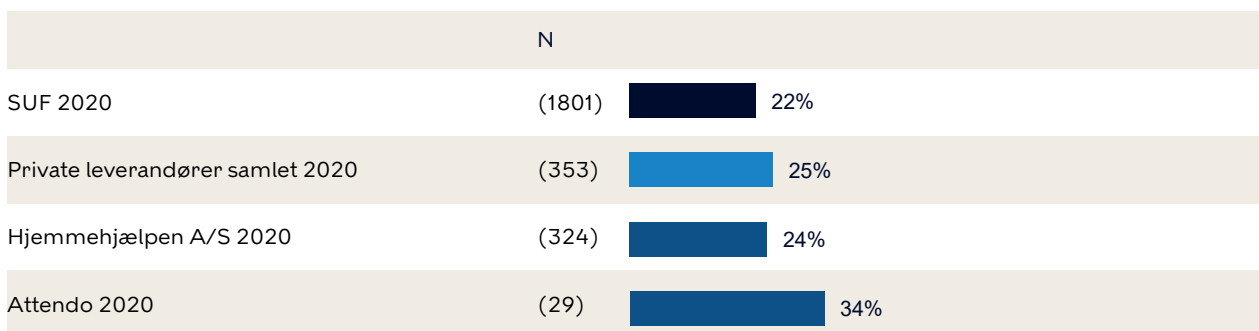 N
SUF 2020 (1801) 22%
Private leverandører samlet 2020 (353) 25%
Hjemmehjælpen A/S 2020 (324) 24%
Attendo 2020 (29) 34%